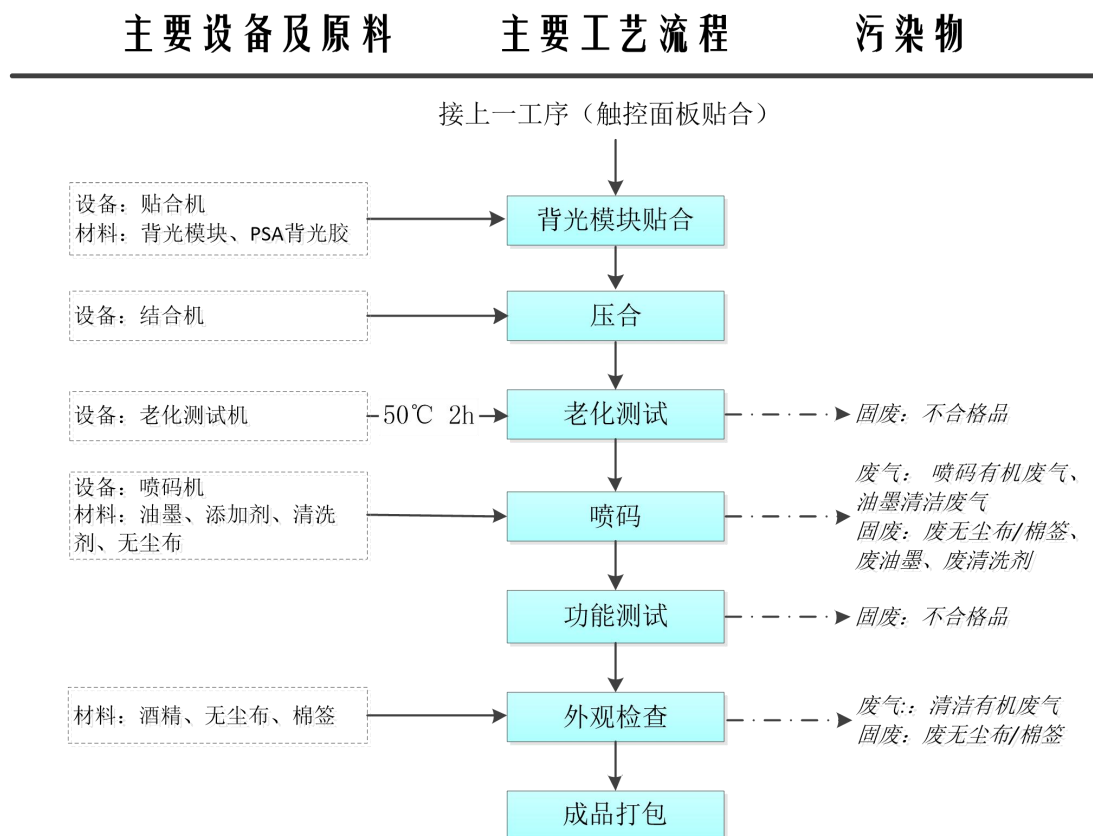 主要设备及原料 主要工艺流程 污染物
接上一工序（触控面板贴合）
设备：贴合机
材料：背光模块、PSA背光胶
背光模块贴合
设备：结合机
压合
设备：老化测试机
50℃ 2h
老化测试
固废：不合格品
设备：喷码机
材料：油墨、添加剂、清洗
剂、无尘布
喷码
废气： 喷码有机废气、
油墨清洁废气
固废：废无尘布/棉签、
废油墨、废清洗剂
功能测试
固废：不合格品
材料：酒精、无尘布、棉签
外观检查
废气:：清洁有机废气
固废：废无尘布/棉签
成品打包